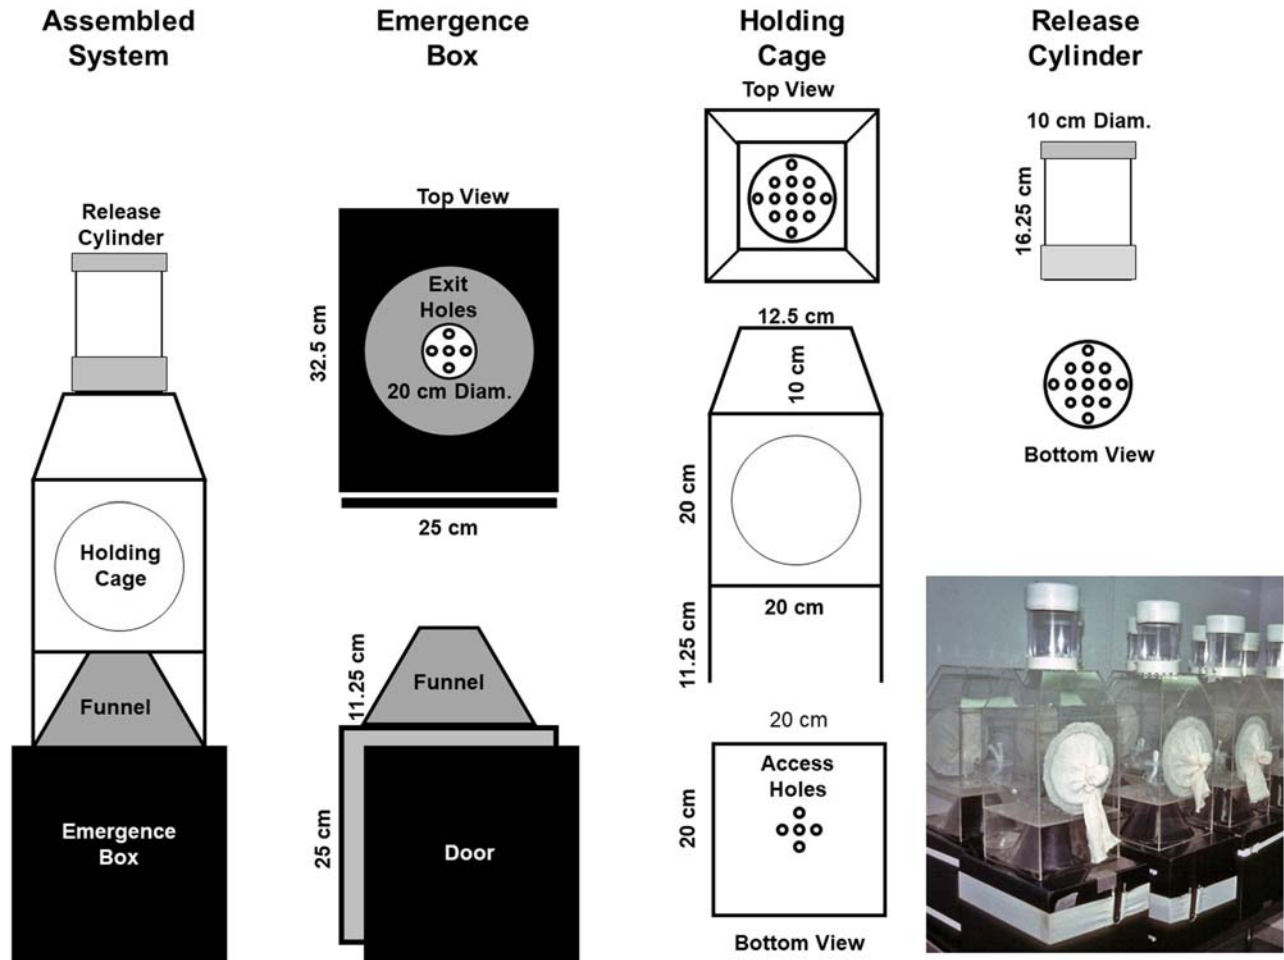 Assembled
System
Release
Cylinder
Holding
Cage
Funnel
Emergence
Box
Emergence
Box
Top View
Exit
Holes
20 cm Diam.
32.5 cm
25 cm
11.25 cm
Funnel
25 cm
Door
Holding
Cage
Top View
12.5 cm
10 cm
20 cm
20 cm
11.25 cm
20 cm
Access
Holes
20 cm
Bottom View
Release
Cylinder
10 cm Diam.
16.25 cm
Bottom View